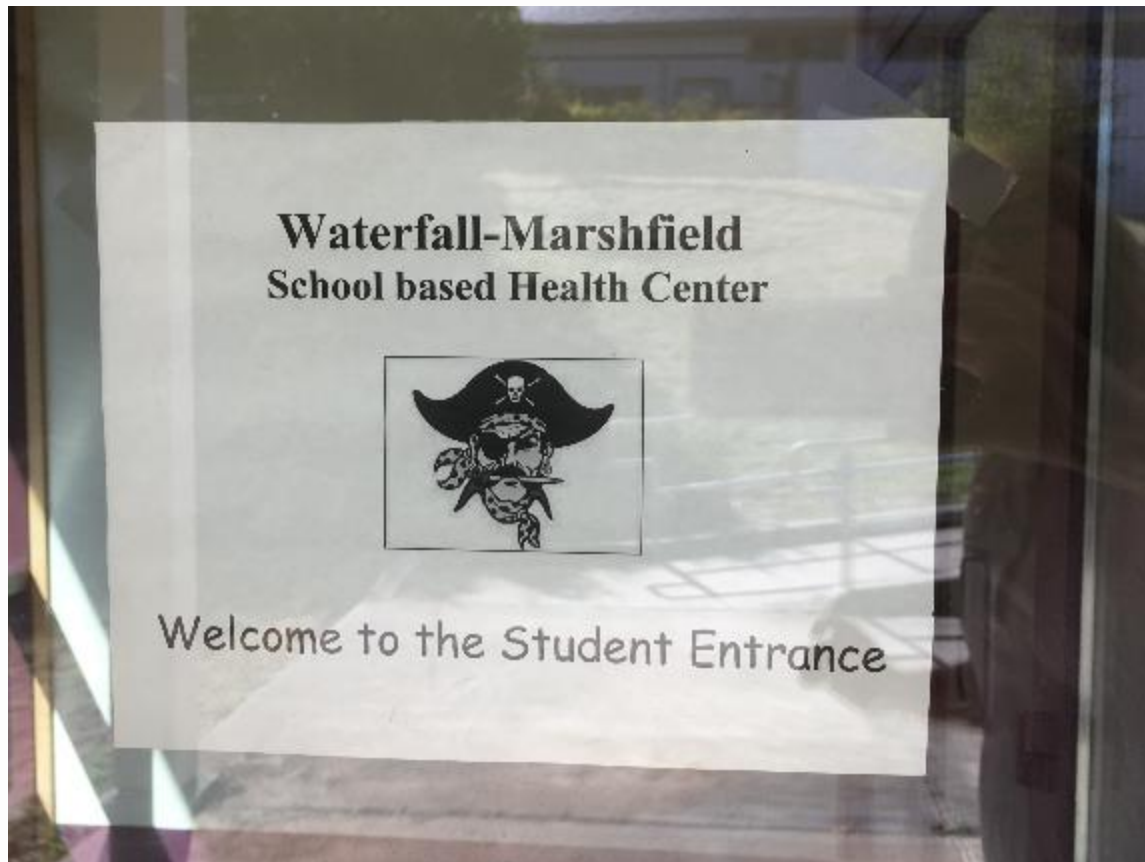 Waterfall-Marshfield
School based Health Center
Welcome to the Student Entrance